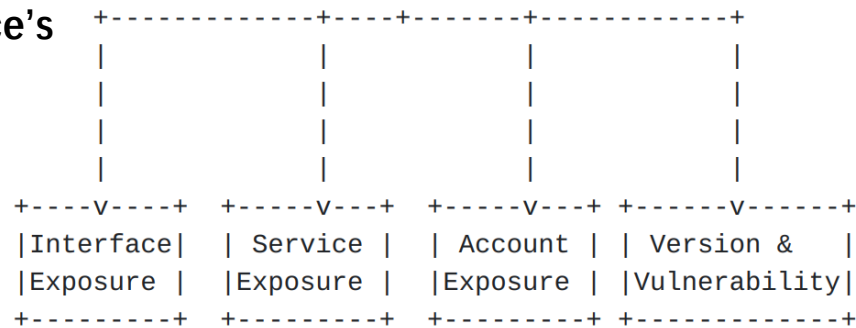 ce's
Interface Service Account Version &
Exposure Exposure Exposure Vulnerability